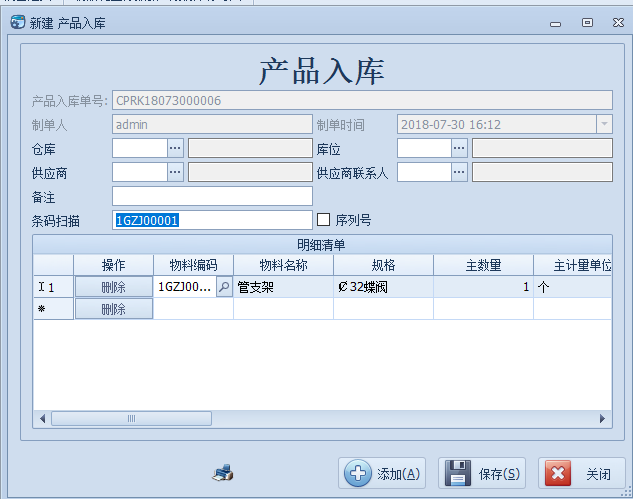 新建 产品入库
产品入库
产品入库单号: CPRK18073000006
制单人 admin 制单时间 2018-07-30 16:12
仓库 ... 库位 ...
供应商 ... 供应商联系人 ...
备注
条码扫描 1GZJ00001 序列号
明细清单
操作 物料编码 物料名称 规格 主数量 主计量单位
1 删除 1GZJ00... 管支架 ₡32蝶阀 1 个
* 删除
添加(A) 保存(S) 关闭